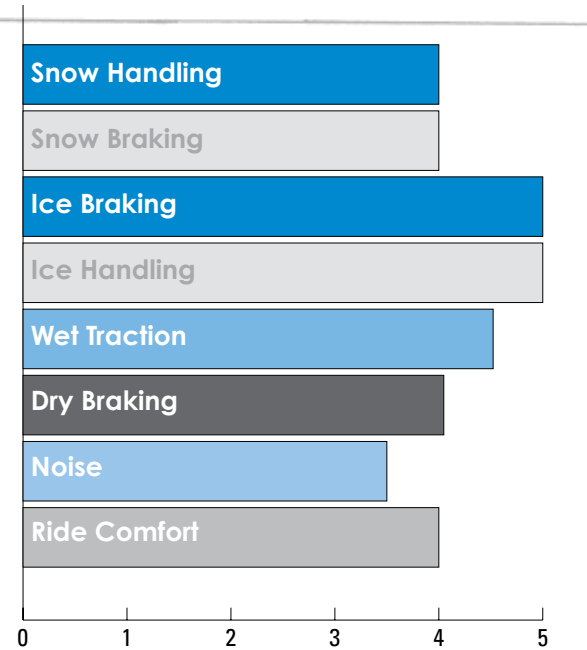 Snow Handling
Snow Braking
Ice Braking
Ice Handling
Wet Traction
Dry Braking
Noise
Ride Comfort
0 1 2 3 4 5